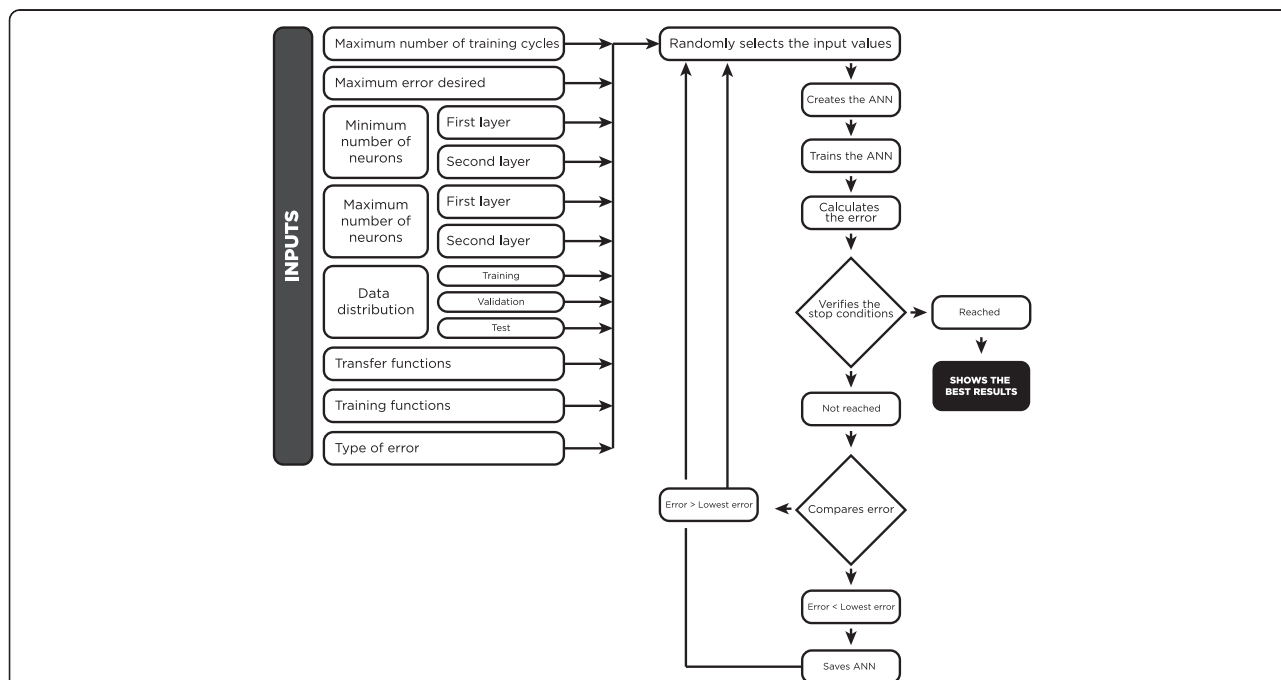 INPUTS
Maximum number of training cycles
Maximum error desired
Minimum
number of
neurons
First layer
Second layer
Maximum
number of
neurons
First layer
Second layer
Data
distribution
Training
Validation
Test
Transfer functions
Training functions
Type of error
Randomly selects the input values
Creates the ANN
Trains the ANN
Calculates
the error
Verifies the
stop conditions
Reached
SHOWS THE
BEST RESULTS
Not reached
Compares error
Error > Lowest error
Error < Lowest error
Saves ANN